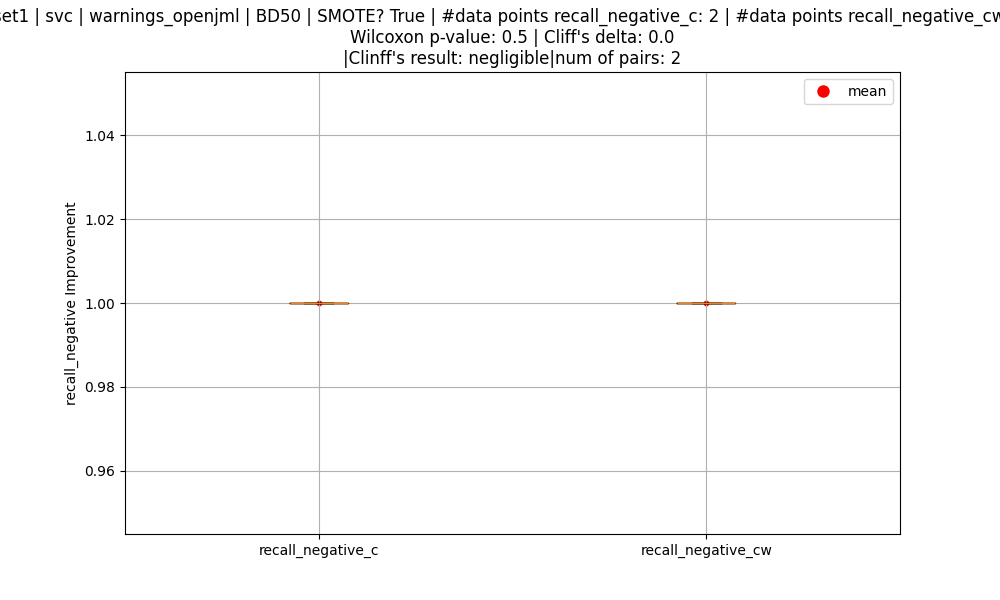 set1 | svc | warnings_openjml | BD50 | SMOTE? True | #data points recall_negative_c: 2 | #data points recall_negative_cw
Wilcoxon p-value: 0.5 | Cliff's delta: 0.0
|Clinff's result: negligible|num of pairs: 2
mean
1.04
1.02
1.00
0.98
0.96
recall_negative Improvement
recall_negative_c
recall_negative_cw